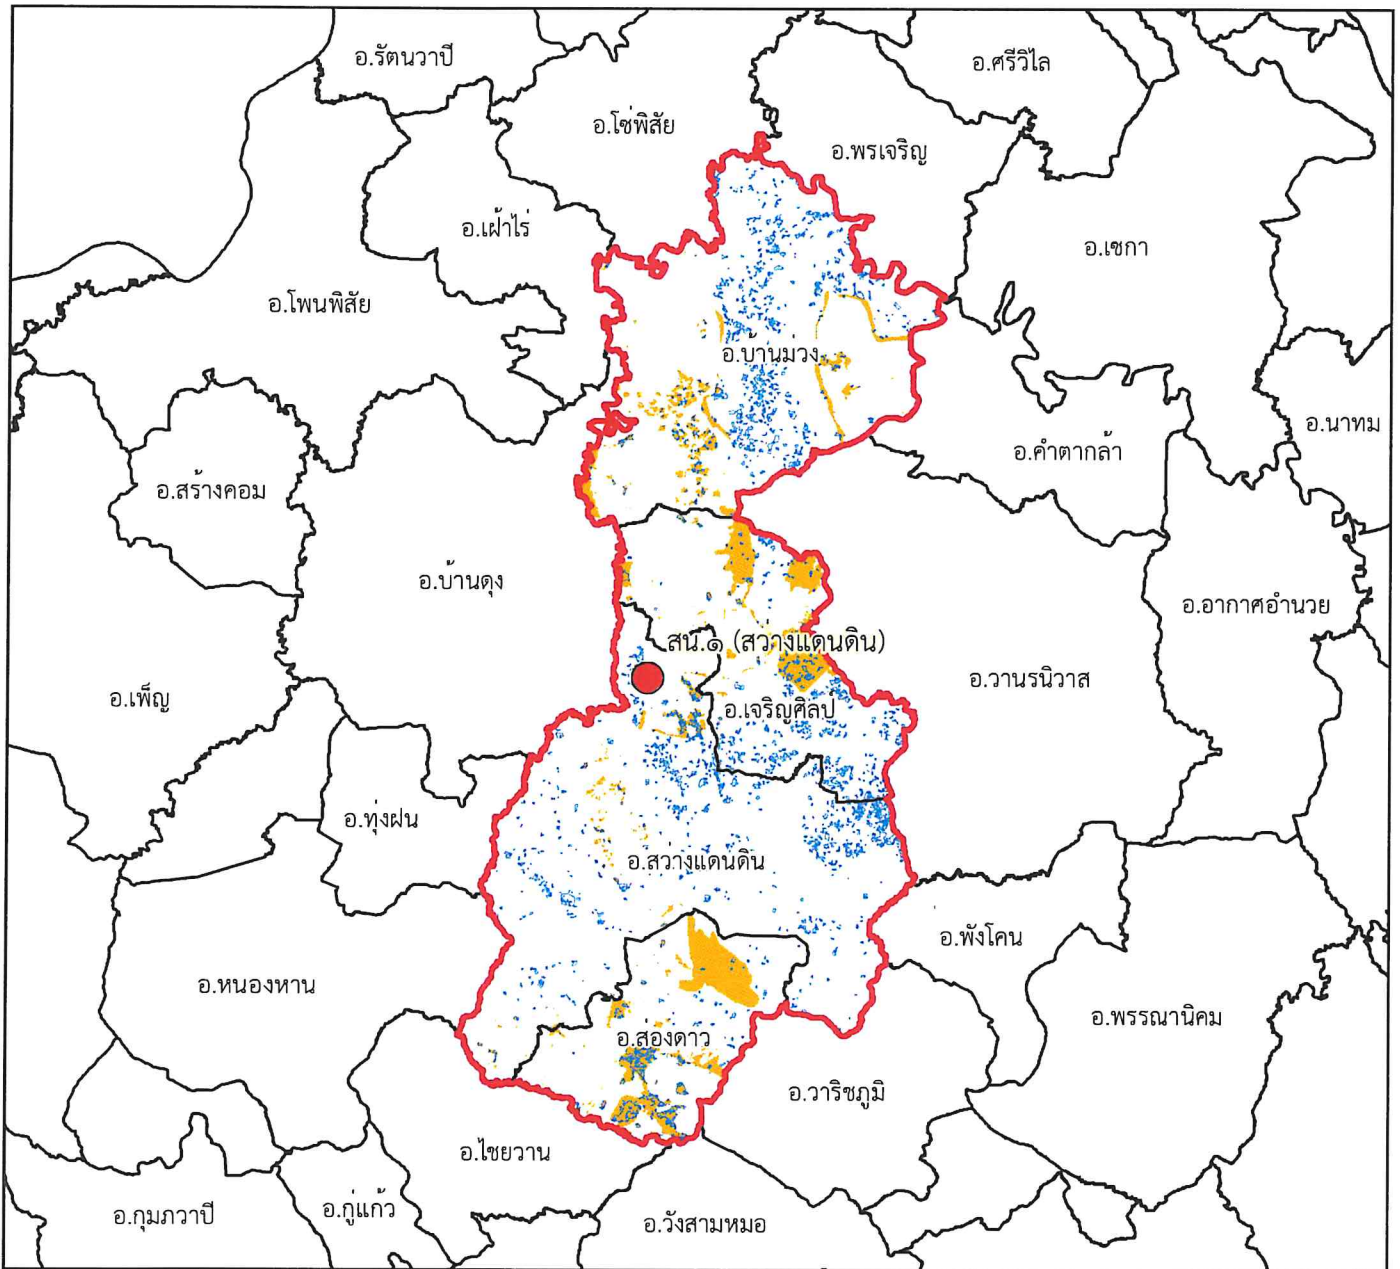 อ.รัตนวาปี
อ.ศรีวิไล
อ.โซ่พิสัย
อ.พรเจริญ
อ.เฝ้าไร่
อ.เซกา
อ.โพนพิสัย
อ.บ้านม่วง
อ.นาทม
อ.คำตากล้า
อ.สร้างคอม
อ.บ้านดุง
อ.อากาศอำนวย
สน.๑ (สวางแดนดิน)
อ.วานรนิวาส
อ.เพ็ญ
อ.เจริญศิลป์
อ.ทุ่งฝน
อ.สวางแดนดิน
อ.พังโคน
อ.หนองหาน
อ.พรรณานิคม
อ.สองดาว
อ.วาริชภูมิ
อ.ไชยวาน
อ.กู่แก้ว
อ.กุมภวาปี
อ.วังสามหมอ